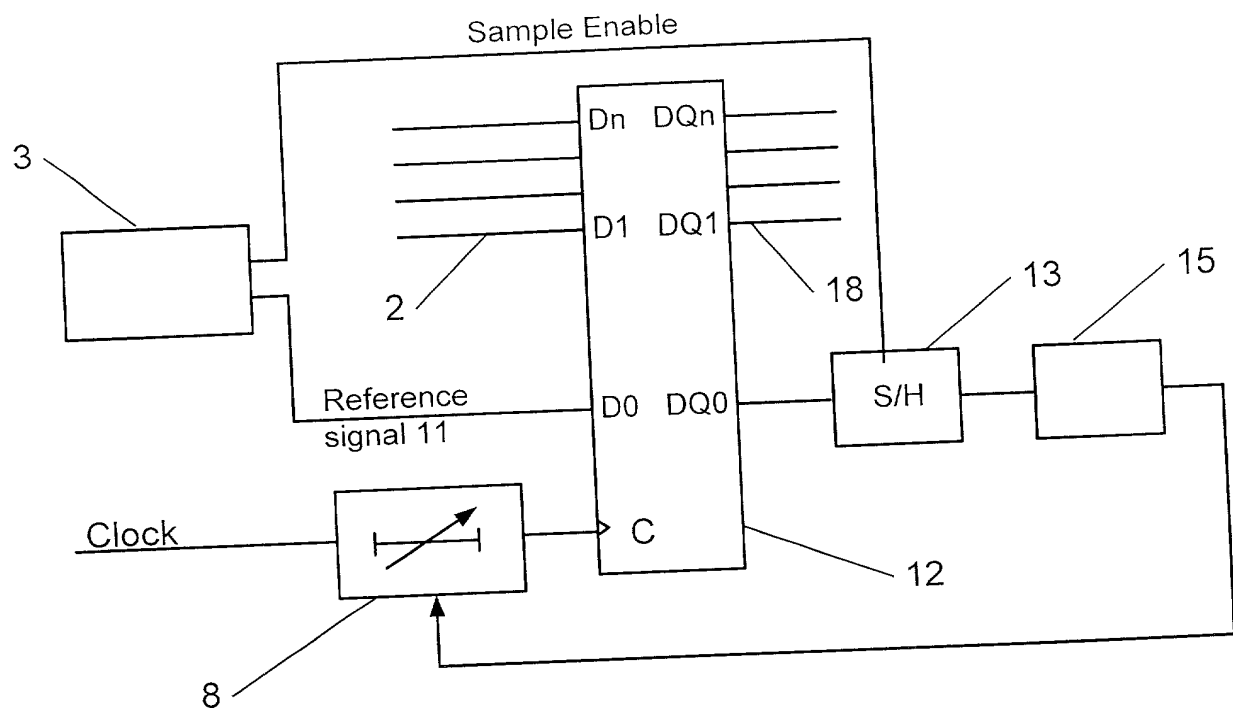 Sample Enable
Dn DQn
3
D1 DQ1
2
18
13
15
Reference
signal 11
D0 DQ0
S/H
Clock
C
12
8